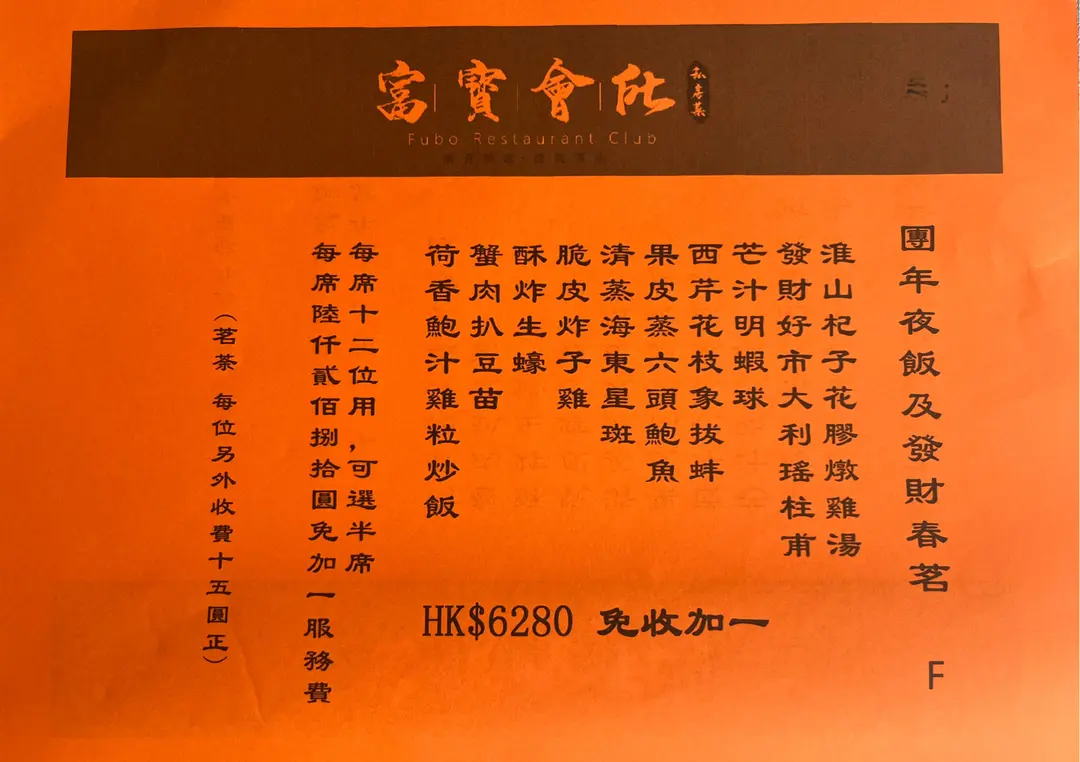 富寶會所
私房菜
Fubo Restaurant Club
團年夜飯及發財春茗 F
淮山杞子花膠燉雞湯
發財好市大利瑤柱甫
芒汁明蝦球
西芹花枝象拔蚌
果皮蒸六頭鮑魚
清蒸海東星斑
脆皮炸子雞
酥炸生蠔
蟹肉扒豆苗
荷香鮑汁雞粒炒飯
HK$6280 免收加一
每席十二位用，可選半席
每席陸仟貳佰捌拾圓免加一服務費
（茗茶 每位另外收費十五圓正）